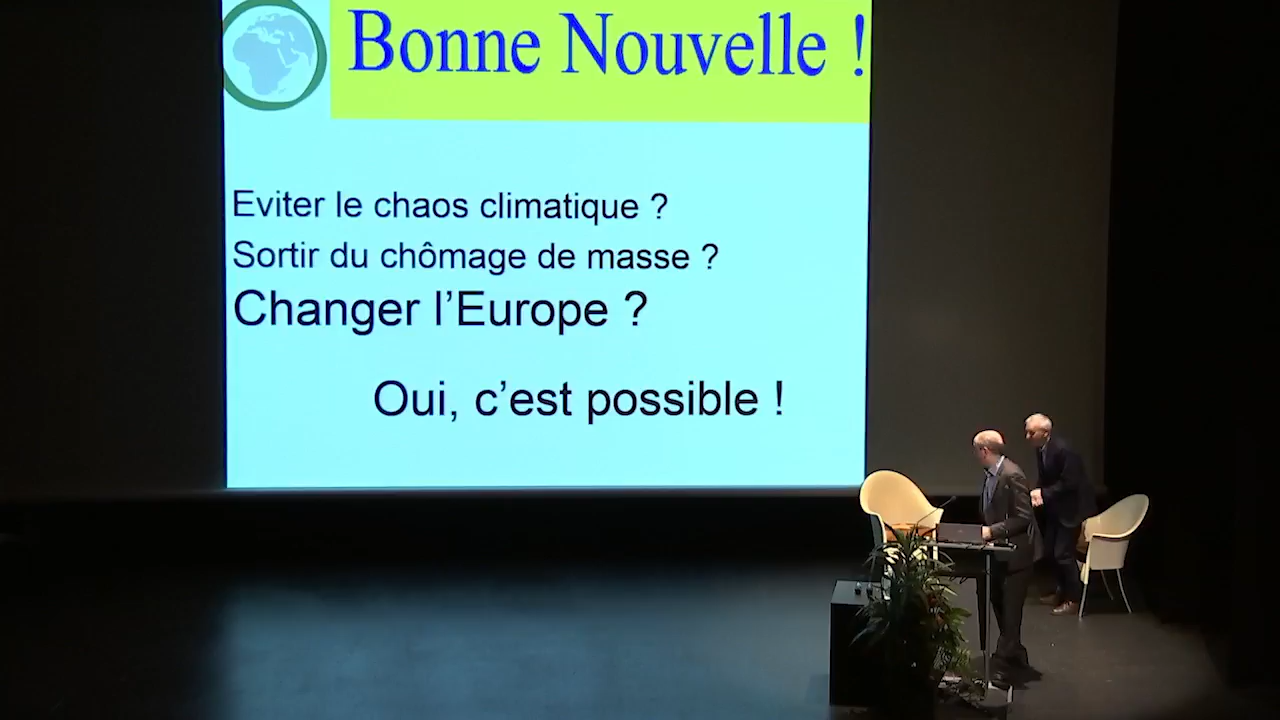 Bonne Nouvelle !
Eviter le chaos climatique ?
Sortir du chômage de masse ?
Changer l’Europe ?
Oui, c’est possible !